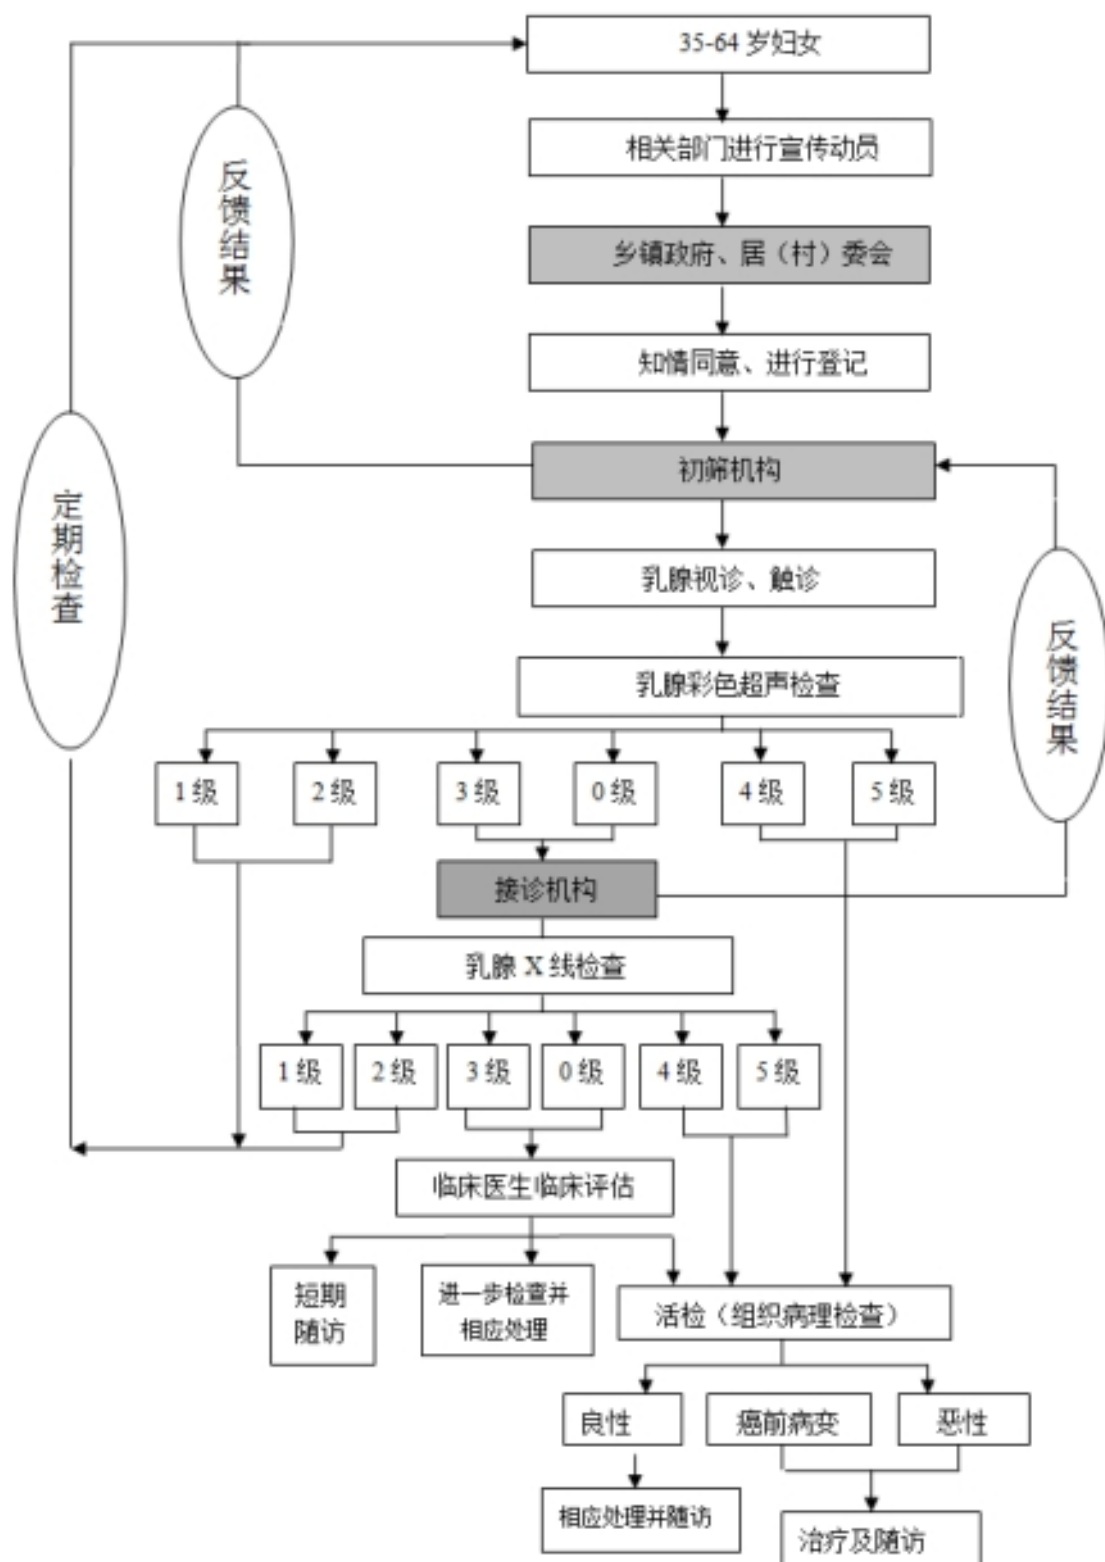 35-64 岁妇女
相关部门进行宣传动员
反馈结果
乡镇政府、居（村）委会
知情同意、进行登记
初筛机构
定期检查
乳腺视诊、触诊
反馈结果
乳腺彩色超声检查
1 级
2 级
3 级
0 级
4 级
5 级
接诊机构
乳腺 X 线检查
1 级
2 级
3 级
0 级
4 级
5 级
临床医生临床评估
短期
随访
进一步检查并
相应处理
活检（组织病理检查）
良性
癌前病变
恶性
相应处理并随访
治疗及随访